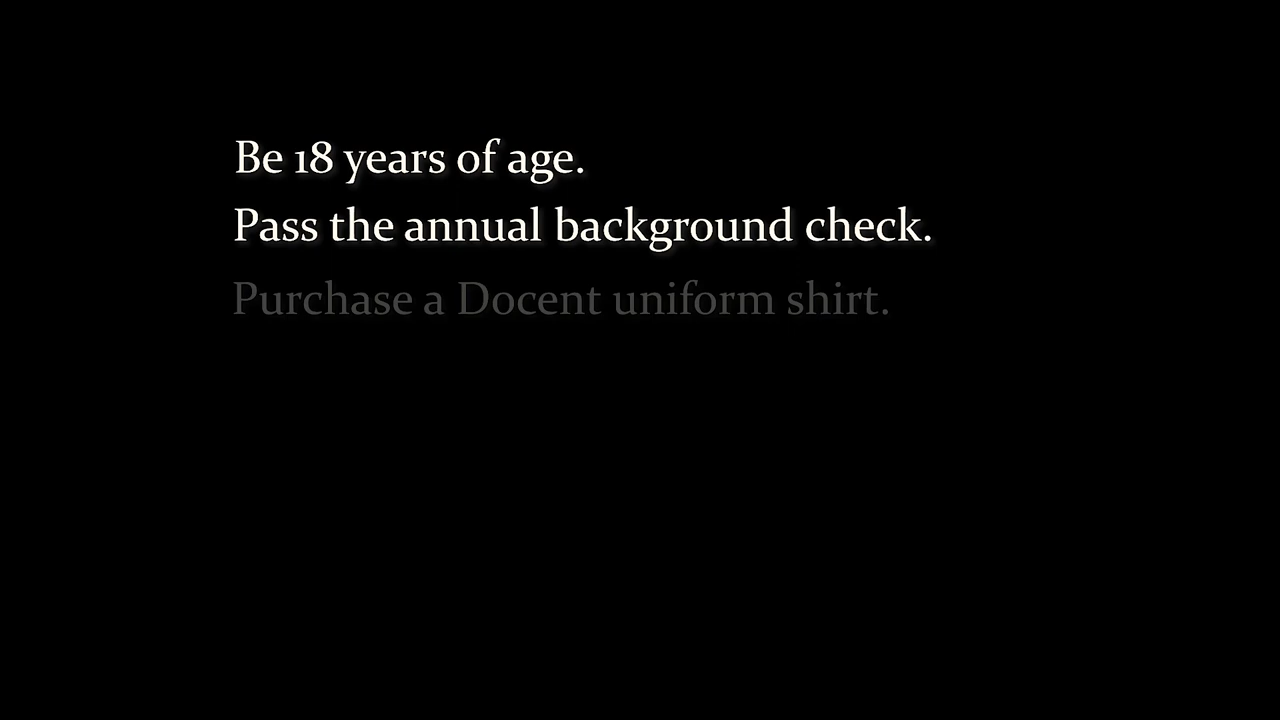 Be 18 years of age.
Pass the annual background check.
Purchase a Docent uniform shirt.